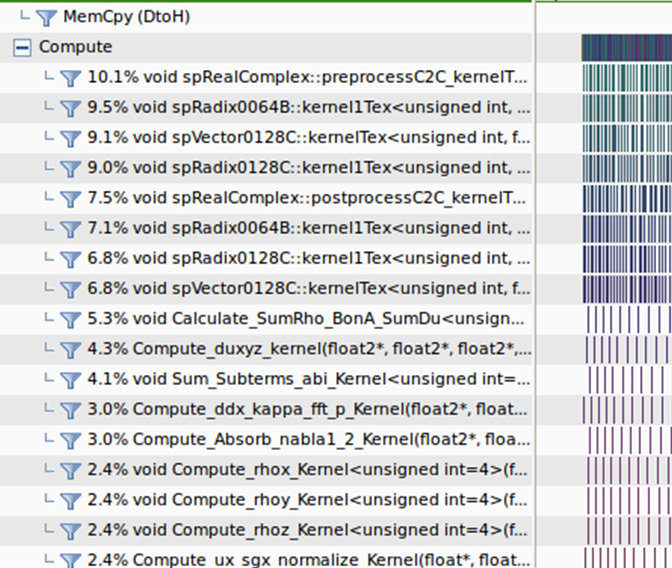 MemCpy (DtoH)
Compute
10.1% void spRealComplex::preprocessC2C_kernelT...
9.5% void spRadix0064B::kernel1Tex<unsigned int, ...
9.1% void spVector0128C::kernelTex<unsigned int, f...
9.0% void spRadix0128C::kernel1Tex<unsigned int, ...
7.5% void spRealComplex::postprocessC2C_kernelT...
7.1% void spRadix0064B::kernel1Tex<unsigned int, ...
6.8% void spRadix0128C::kernel1Tex<unsigned int, ...
6.8% void spVector0128C::kernelTex<unsigned int, f...
5.3% void Calculate_SumRho_BonA_SumDu<unsign...
4.3% Compute_duxyz_kernel(float2*, float2*, float2*,...
4.1% void Sum_Subterms_abi_Kernel<unsigned int=...
3.0% Compute_ddx_kappa_fft_p_Kernel(float2*, float...
3.0% Compute_Absorb_nabla1_2_Kernel(float2*, floa...
2.4% void Compute_rhox_Kernel<unsigned int=4>(f...
2.4% void Compute_rhoy_Kernel<unsigned int=4>(f...
2.4% void Compute_rhoz_Kernel<unsigned int=4>(f...
2.4% Compute_ux_sgx_normalize_Kernel(float*, float...